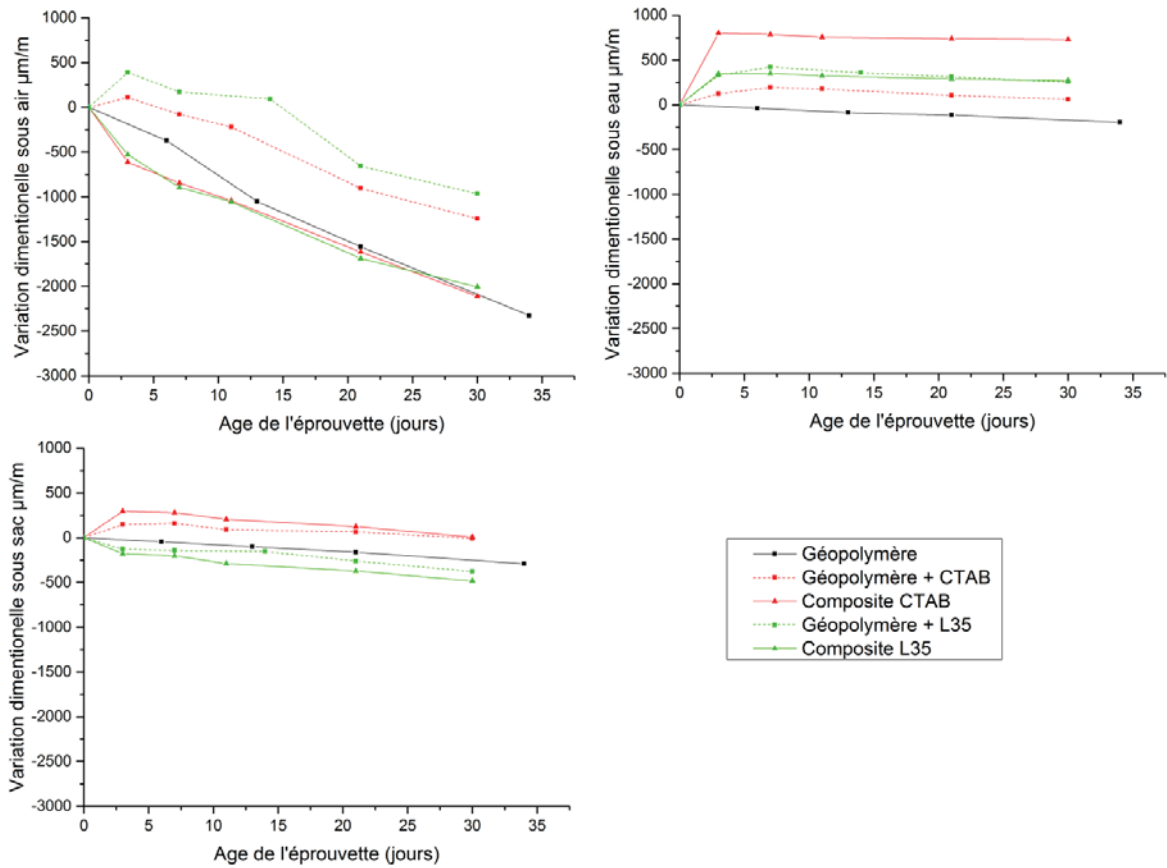 Variation dimentionelle sous air µm/m
1000
500
0
-500
-1000
-1500
-2000
-2500
-3000
0 5 10 15 20 25 30 35
Age de l'éprouvette (jours)
Variation dimentionelle sous eau µm/m
1000
500
0
-500
-1000
-1500
-2000
-2500
-3000
0 5 10 15 20 25 30 35
Age de l'éprouvette (jours)
Variation dimentionelle sous sac µm/m
1000
500
0
-500
-1000
-1500
-2000
-2500
-3000
0 5 10 15 20 25 30 35
Age de l'éprouvette (jours)
Géopolymère
Géopolymère + CTAB
Composite CTAB
Géopolymère + L35
Composite L35